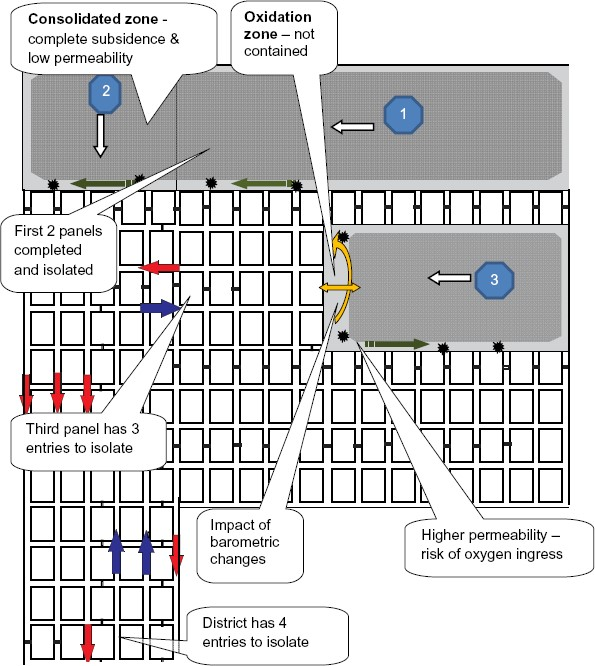 Consolidated zone -
complete subsidence &
low permeability
Oxidation
zone – not
contained
2
1
First 2 panels
completed
and isolated
3
Third panel has 3
entries to isolate
Impact of
barometric
changes
Higher permeability –
risk of oxygen ingress
District has 4
entries to isolate